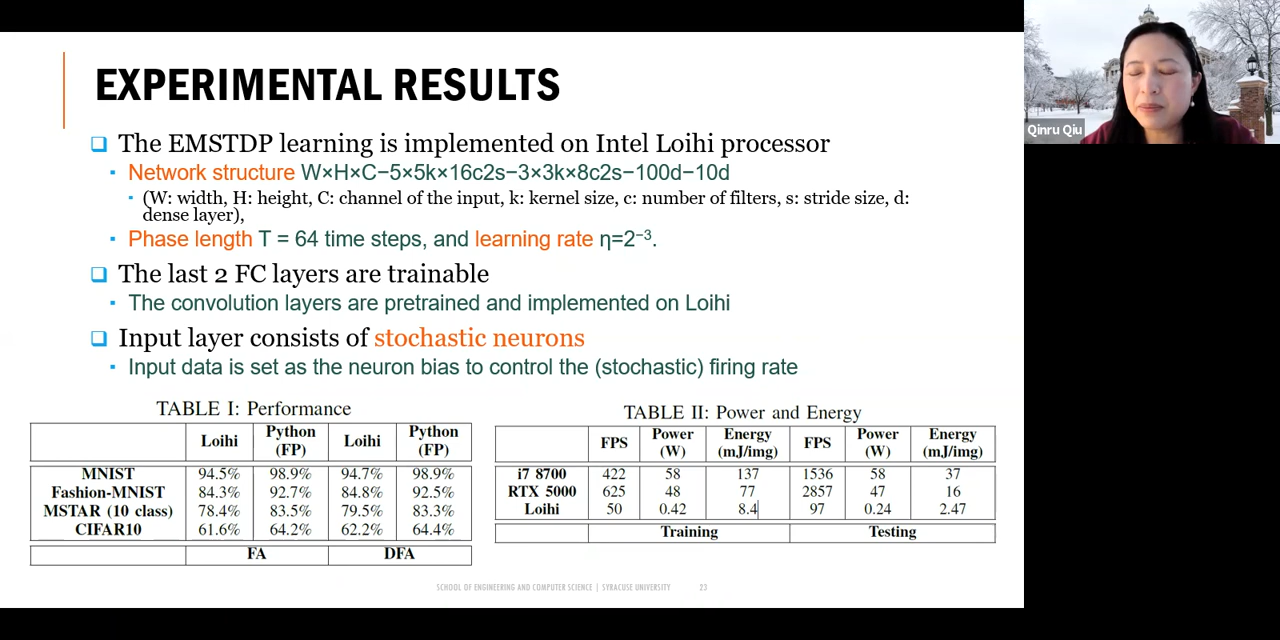 EXPERIMENTAL RESULTS
The EMSTDP learning is implemented on Intel Loihi processor
Network structure W×H×C−5×5k×16c2s−3×3k×8c2s−100d−10d
(W: width, H: height, C: channel of the input, k: kernel size, c: number of filters, s: stride size, d:
dense layer),
Phase length T = 64 time steps, and learning rate η=2⁻³.
The last 2 FC layers are trainable
The convolution layers are pretrained and implemented on Loihi
Input layer consists of stochastic neurons
Input data is set as the neuron bias to control the (stochastic) firing rate
TABLE I: Performance
Loihi Python (FP) Loihi Python (FP)
MNIST 94.5% 98.9% 94.7% 98.9%
Fashion-MNIST 84.3% 92.7% 84.8% 92.5%
MSTAR (10 class) 78.4% 83.5% 79.5% 83.3%
CIFAR10 61.6% 64.2% 62.2% 64.4%
FA DFA
TABLE II: Power and Energy
FPS Power (W) Energy (mJ/img) FPS Power (W) Energy (mJ/img)
i7 8700 422 58 137 1536 58 37
RTX 5000 625 48 77 2857 47 16
Loihi 50 0.42 8.4 97 0.24 2.47
Training Testing
SCHOOL OF ENGINEERING AND COMPUTER SCIENCE | SYRACUSE UNIVERSITY 23
Qinru Qiu